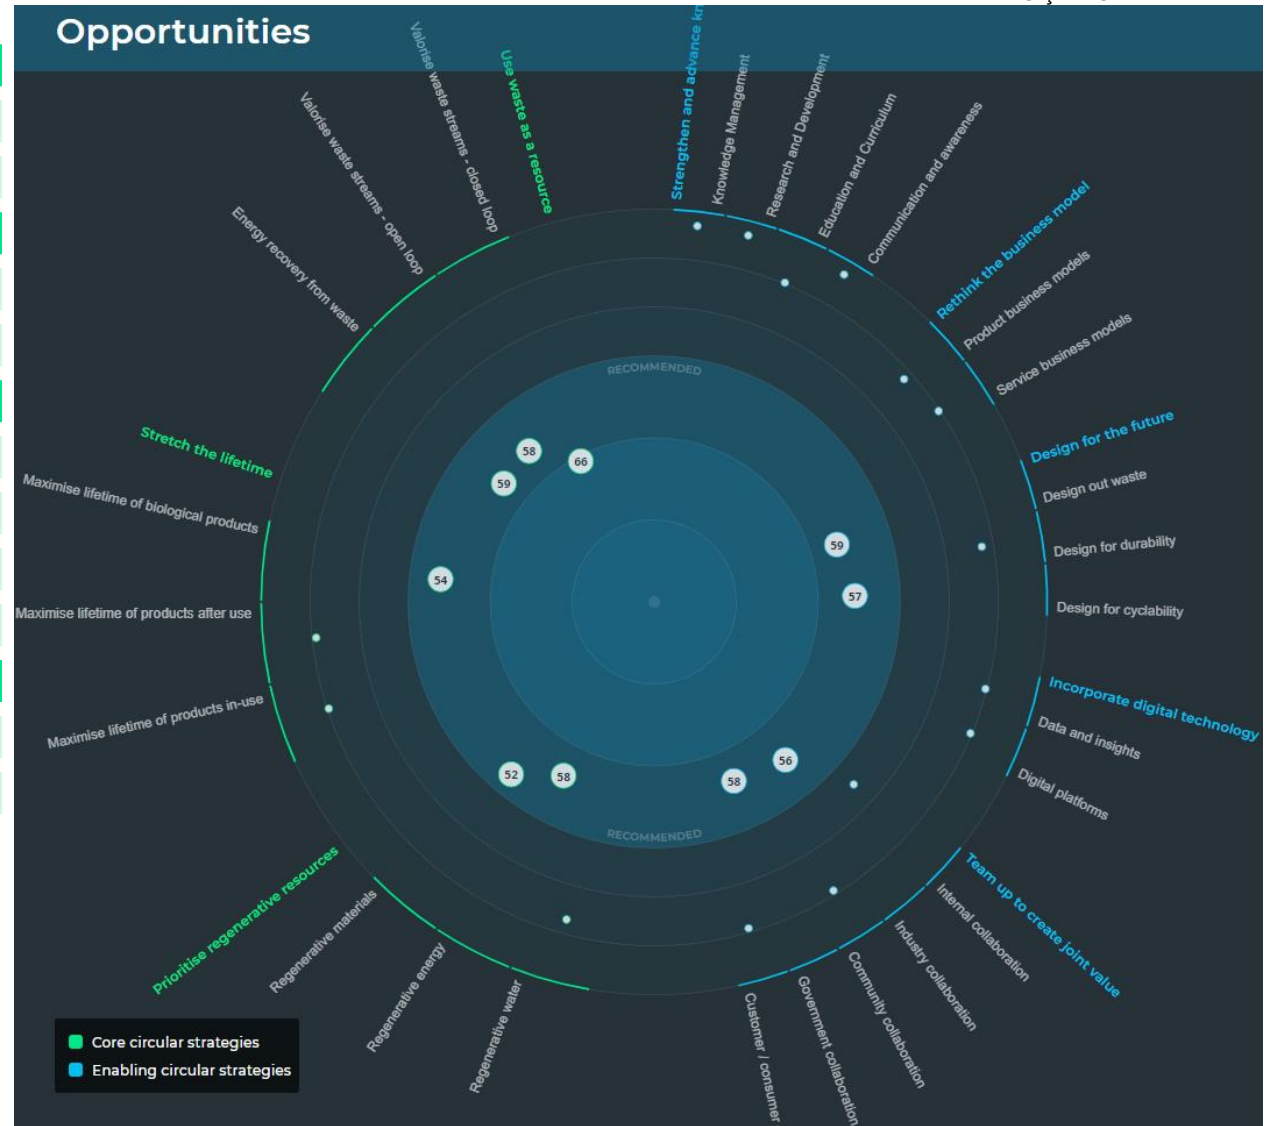 Opportunities
Use waste as a resource
Valorise waste streams - closed loop
Valorise waste streams - open loop
Energy recovery from waste
Stretch the lifetime
Maximise lifetime of biological products
Maximise lifetime of products after use
Maximise lifetime of products in-use
Prioritise regenerative resources
Regenerative materials
Regenerative energy
Regenerative water
Strengthen and advance
Knowledge Management
Research and Development
Education and Curriculum
Communication and awareness
Rethink the business model
Product business models
Service business models
Design for the future
Design out waste
Design for durability
Design for cyclability
Incorporate digital technology
Data and insights
Digital platforms
Team up to create joint value
Internal collaboration
Industry collaboration
Community collaboration
Government collaboration
Customer / consumer
RECOMMENDED
58
66
59
54
59
57
52
58
58
56
RECOMMENDED
Core circular strategies
Enabling circular strategies